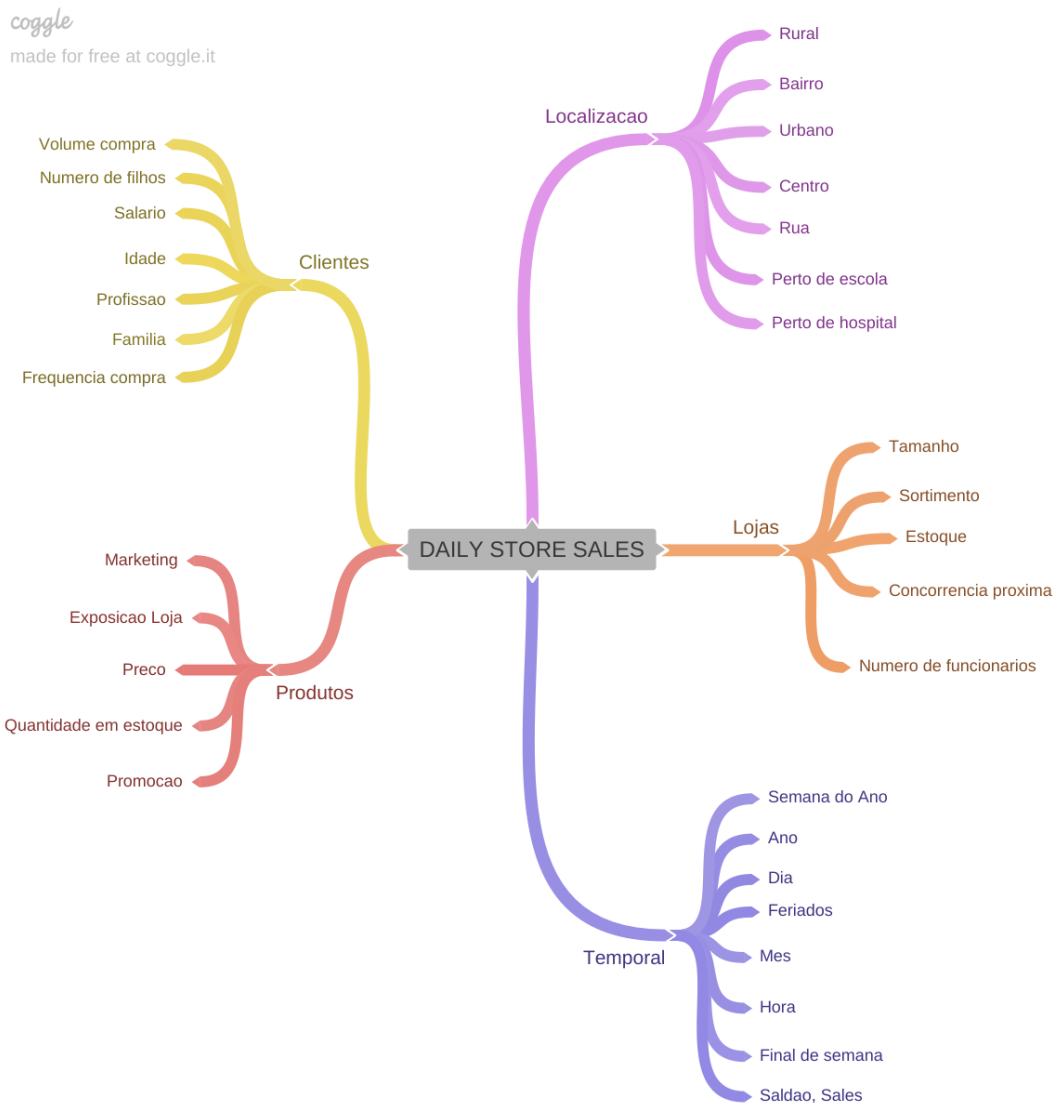 coggle
made for free at coggle.it
Volume compra
Numero de filhos
Salario
Idade
Profissao
Familia
Frequencia compra
Clientes
Marketing
Exposicao Loja
Preco
Quantidade em estoque
Promocao
Produtos
DAILY STORE SALES
Localizacao
Rural
Bairro
Urbano
Centro
Rua
Perto de escola
Perto de hospital
Lojas
Tamanho
Sortimento
Estoque
Concorrencia proxima
Numero de funcionarios
Temporal
Semana do Ano
Ano
Dia
Feriados
Mes
Hora
Final de semana
Saldao, Sales